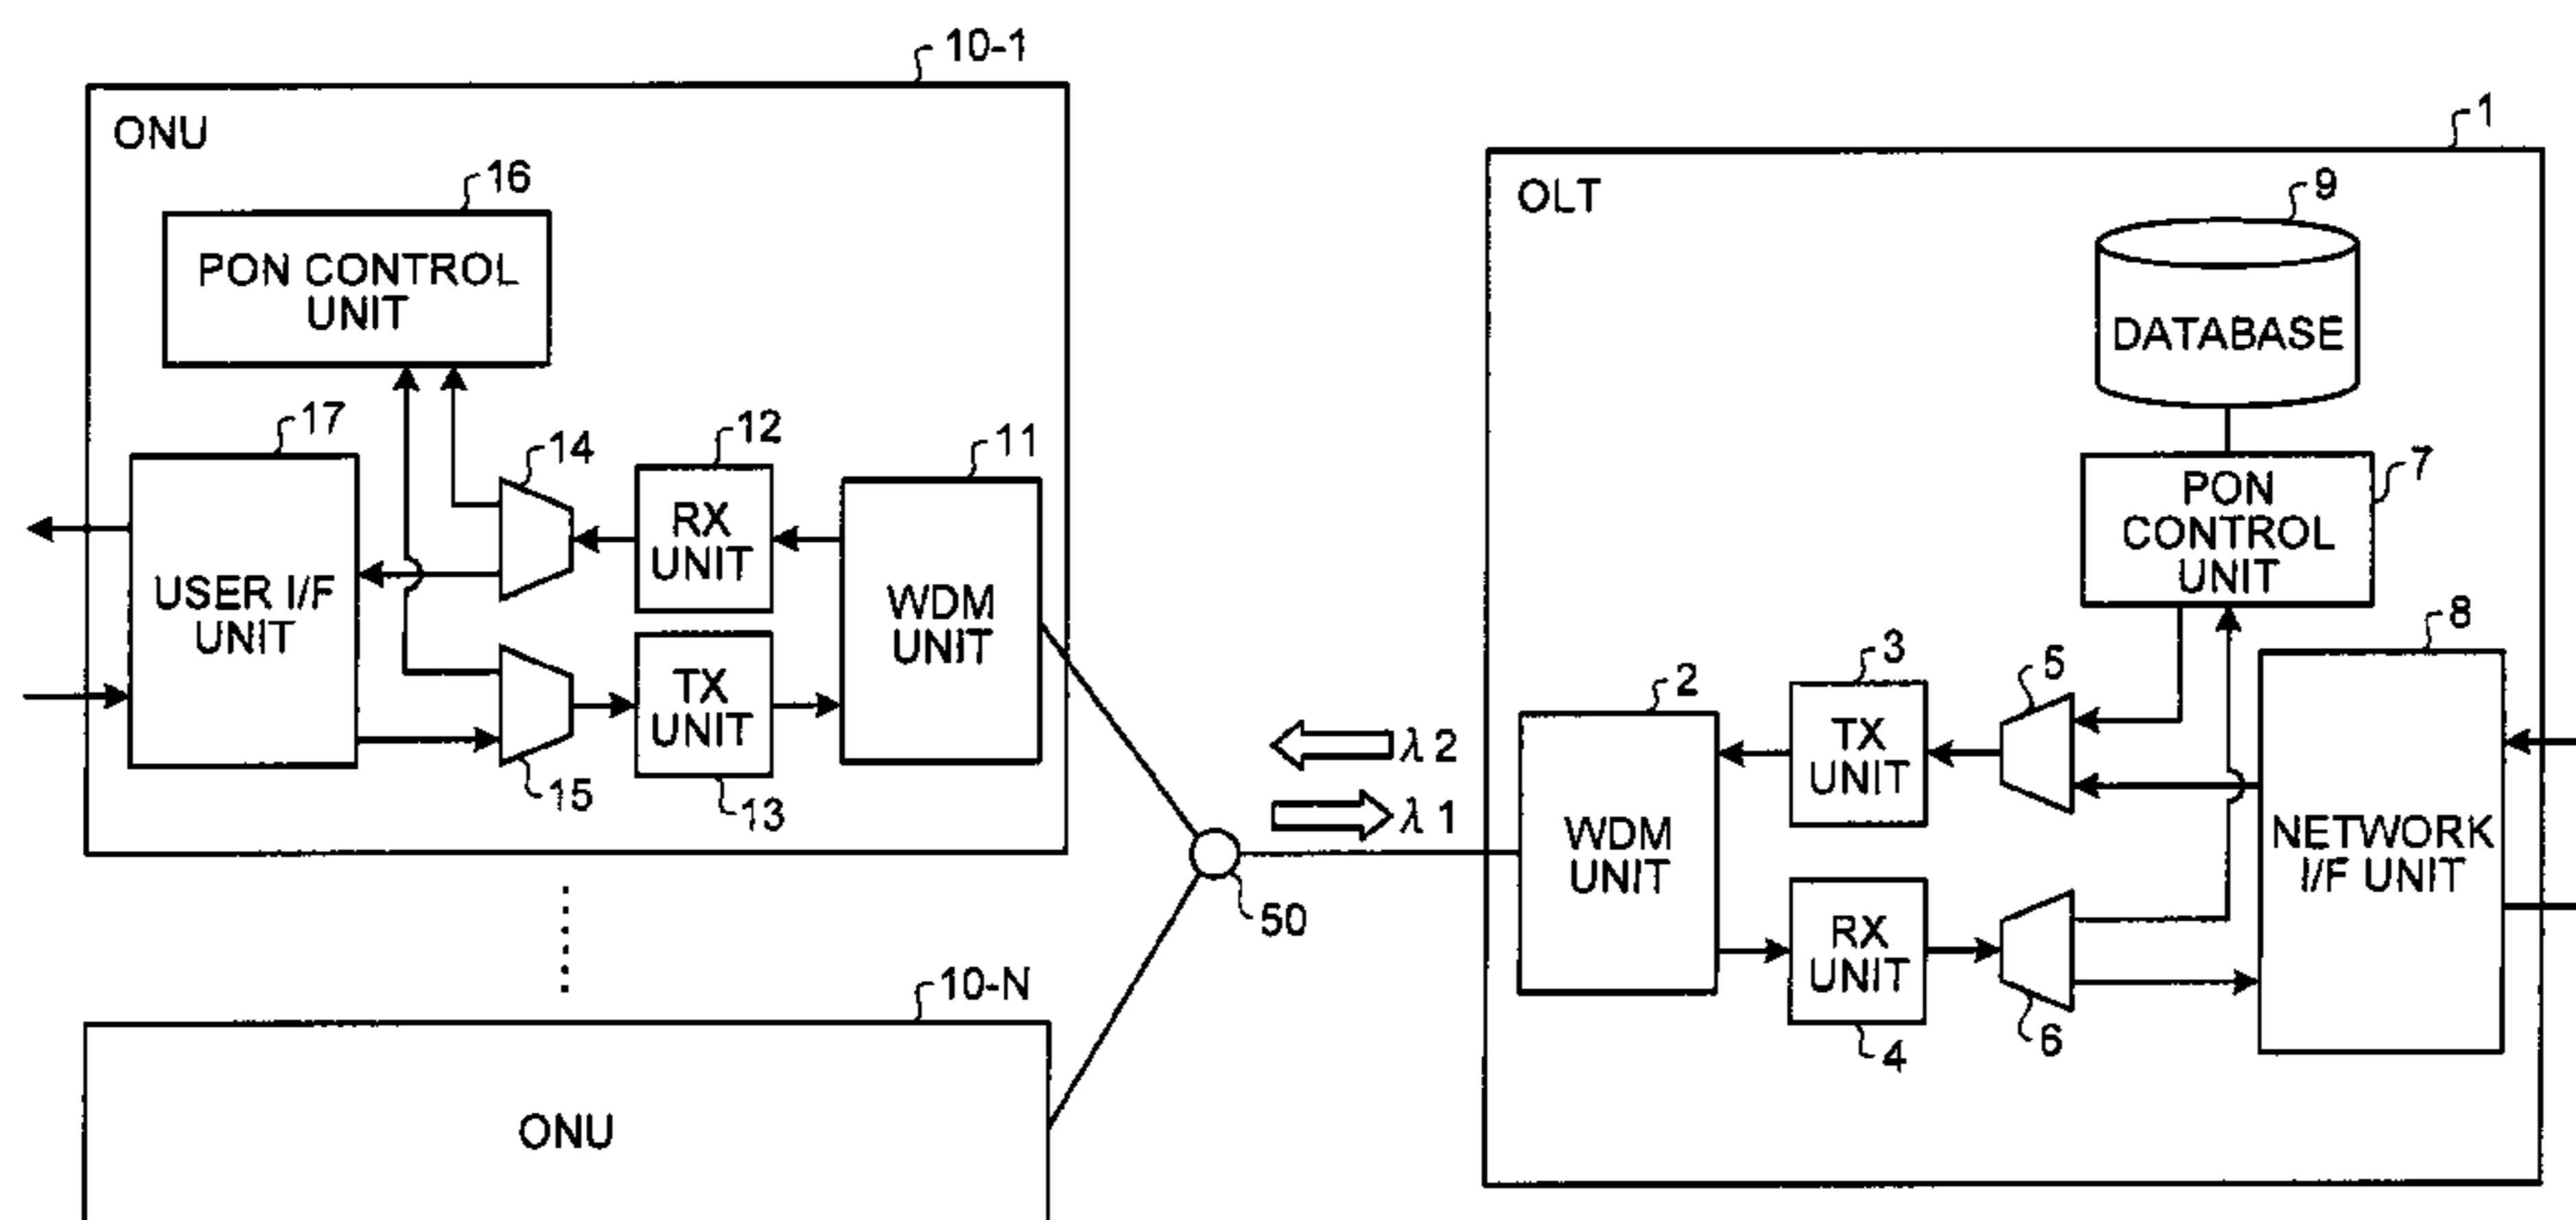 10-1
ONU
16
PON CONTROL
UNIT
17
14
12
11
USER I/F
UNIT
RX
UNIT
WDM
UNIT
TX
UNIT
15
13
10-N
ONU
λ2
λ1
50
1
OLT
9
DATABASE
7
PON
CONTROL
UNIT
8
2
3
5
WDM
UNIT
TX
UNIT
NETWORK
I/F UNIT
RX
UNIT
4
6